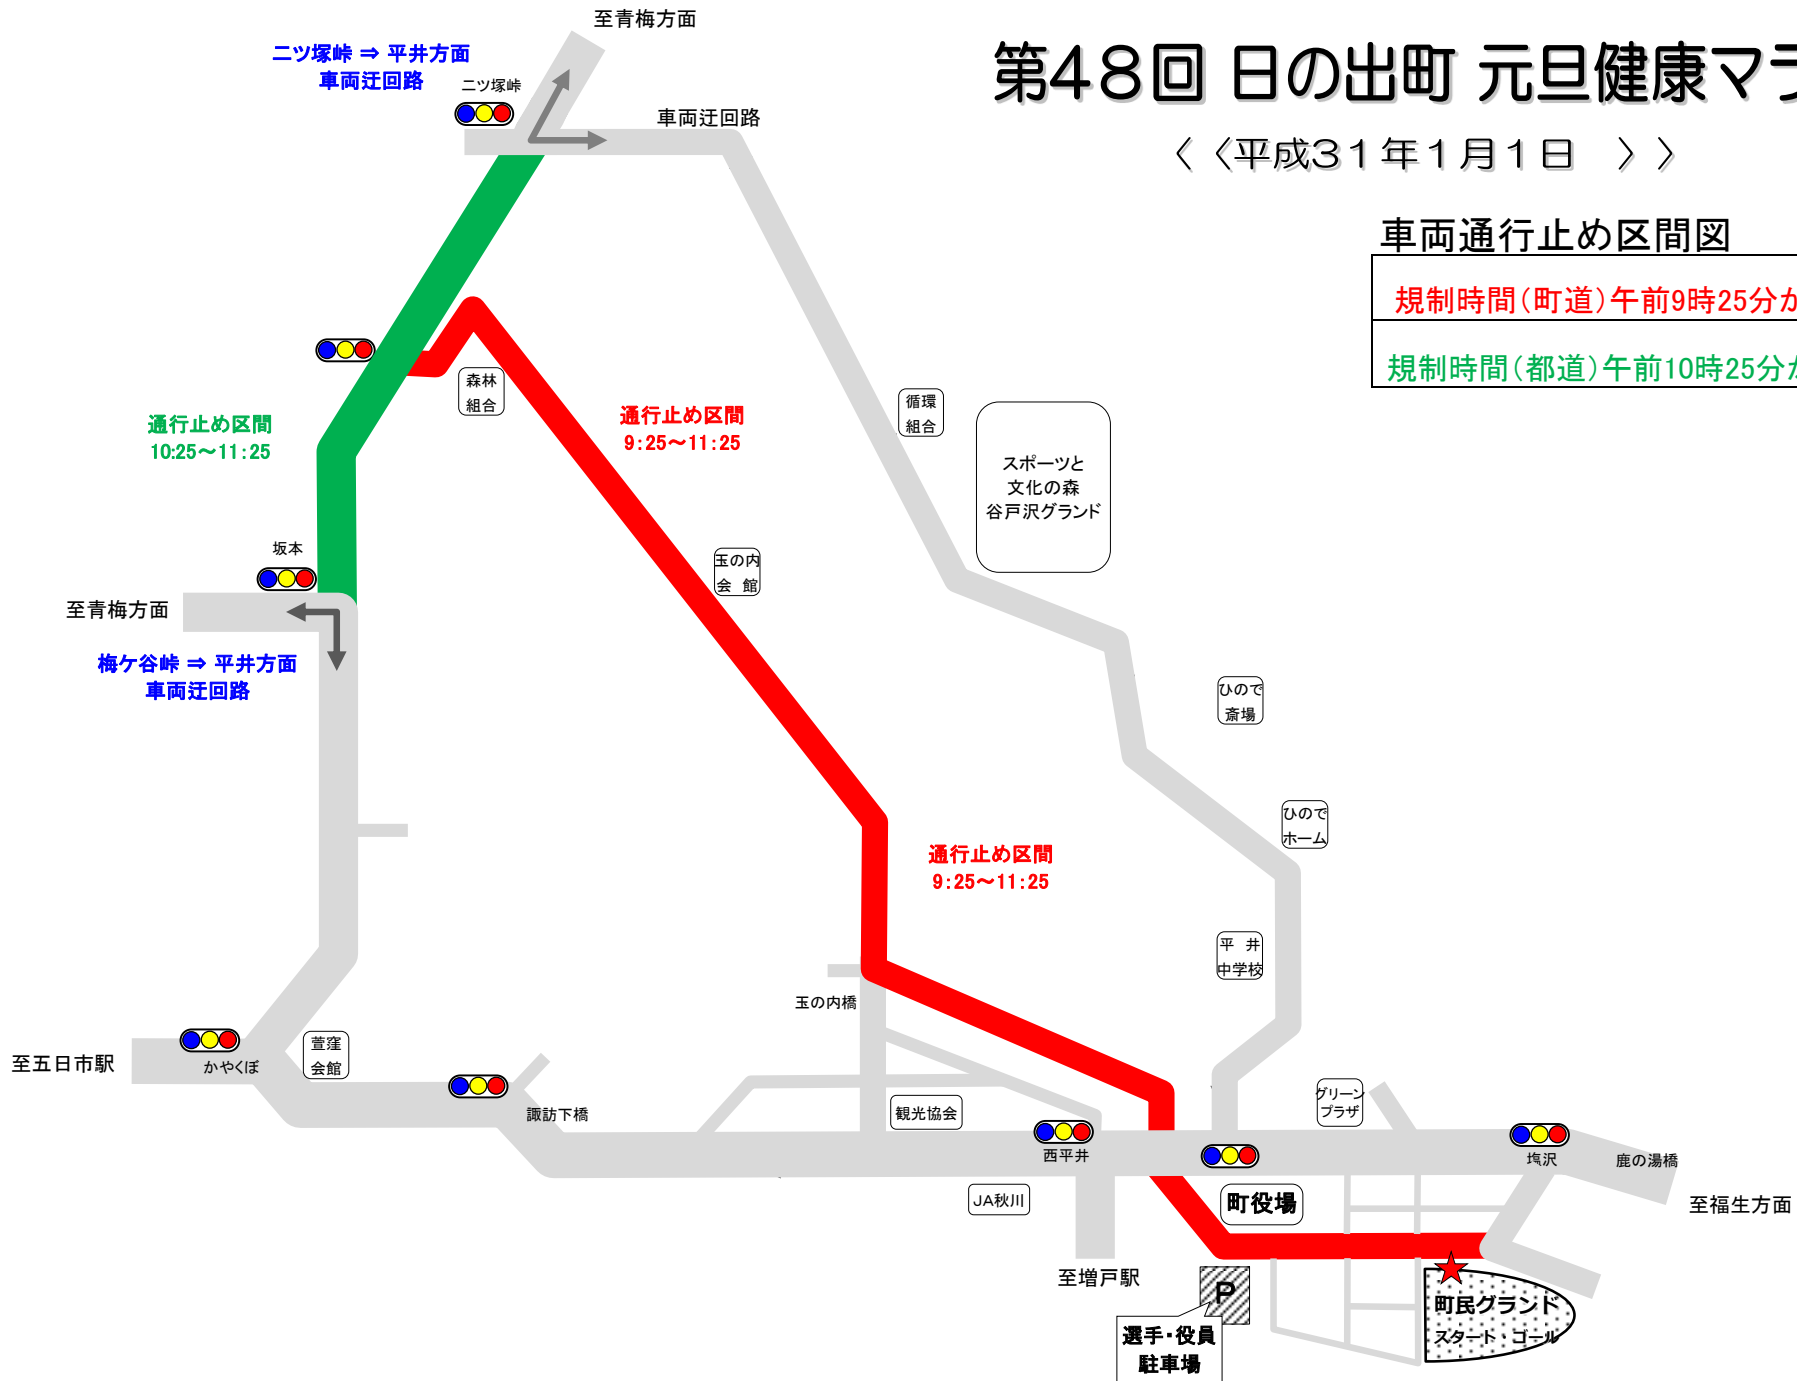 至青梅方面
二ツ塚峠 ⇒ 平井方面
車両迂回路
二ツ塚峠
車両迂回路
第48回 日の出町 元旦健康マラ
〈〈平成31年1月1日　〉〉
車両通行止め区間図
規制時間(町道)午前9時25分か
規制時間(都道)午前10時25分か
森林
組合
通行止め区間
10:25～11:25
通行止め区間
9:25～11:25
循環
組合
スポーツと
文化の森
谷戸沢グランド
坂本
玉の内
会 館
至青梅方面
梅ケ谷峠 ⇒ 平井方面
車両迂回路
ひので
斎場
ひので
ホーム
通行止め区間
9:25～11:25
平 井
中学校
玉の内橋
至五日市駅
かやくぼ
萱窪
会館
諏訪下橋
観光協会
西平井
グリーン
プラザ
塩沢
鹿の湯橋
JA秋川
町役場
至福生方面
至増戸駅
P
選手・役員
駐車場
町民グランド
スタート・ゴール